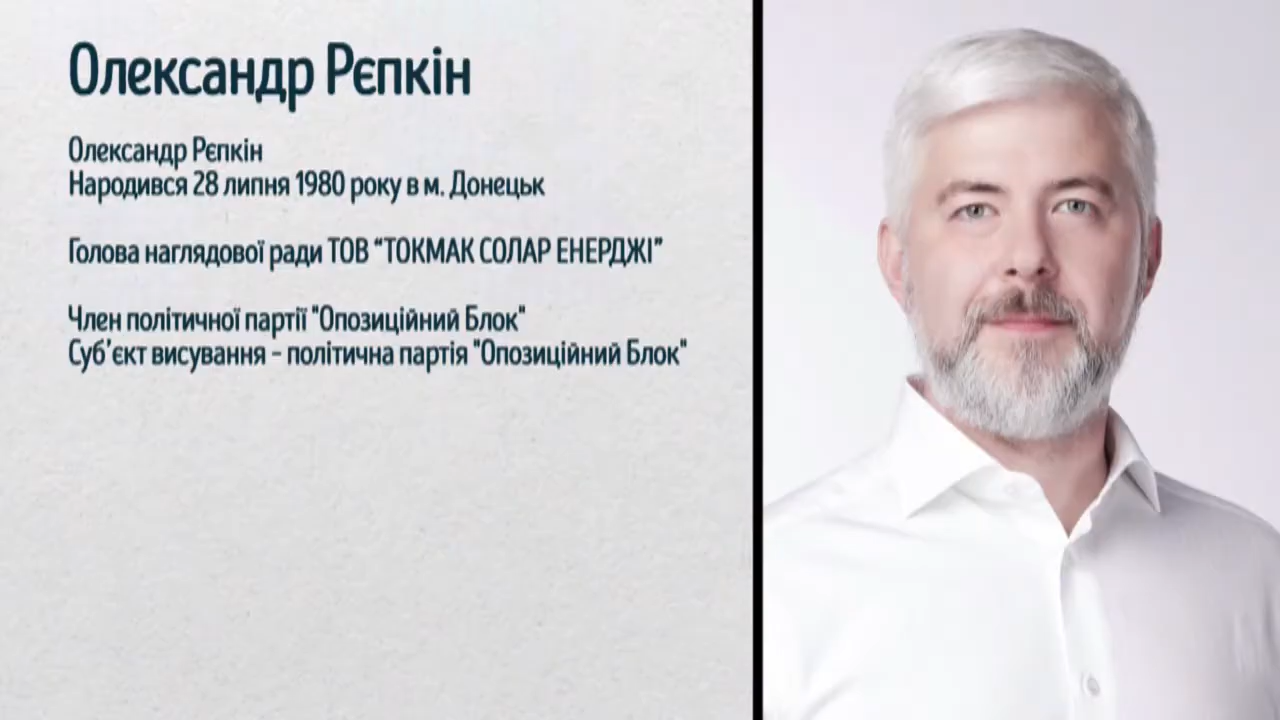 Олександр Рєпкін
Олександр Рєпкін
Народився 28 липня 1980 року в м. Донецьк
Голова наглядової ради ТОВ “ТОКМАК СОЛАР ЕНЕРДЖІ”
Член політичної партії "Опозиційний Блок"
Суб’єкт висування - політична партія "Опозиційний Блок"